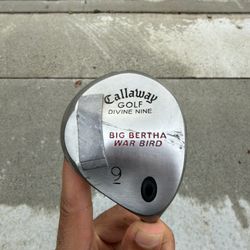 Callaway
GOLF
DIVINE NINE
BIG BERTHA
WAR BIRD
9